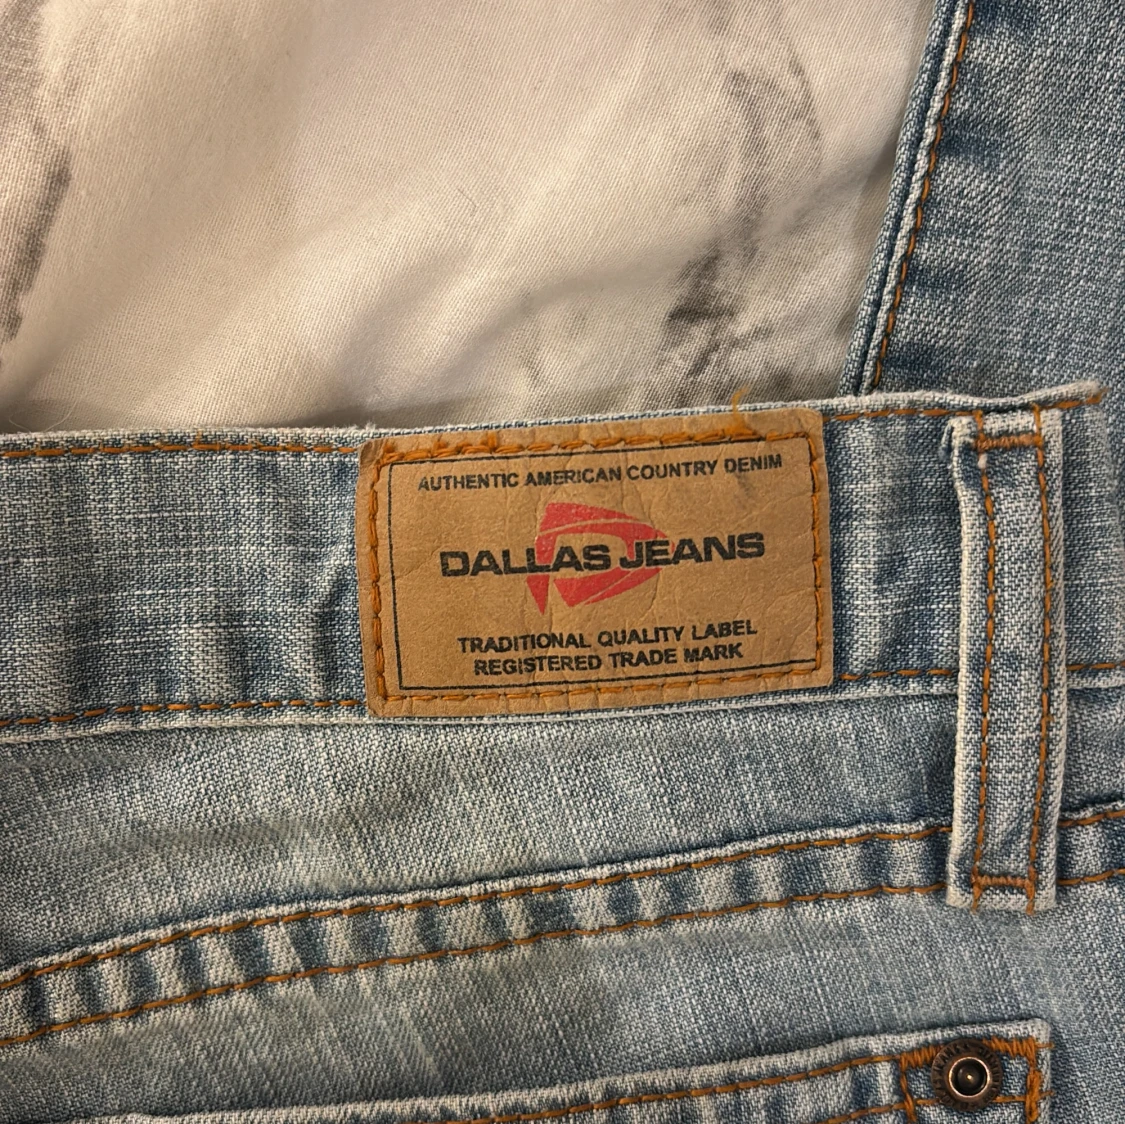 AUTHENTIC AMERICAN COUNTRY DENIM
DALLAS JEANS
TRADITIONAL QUALITY LABEL
REGISTERED TRADE MARK